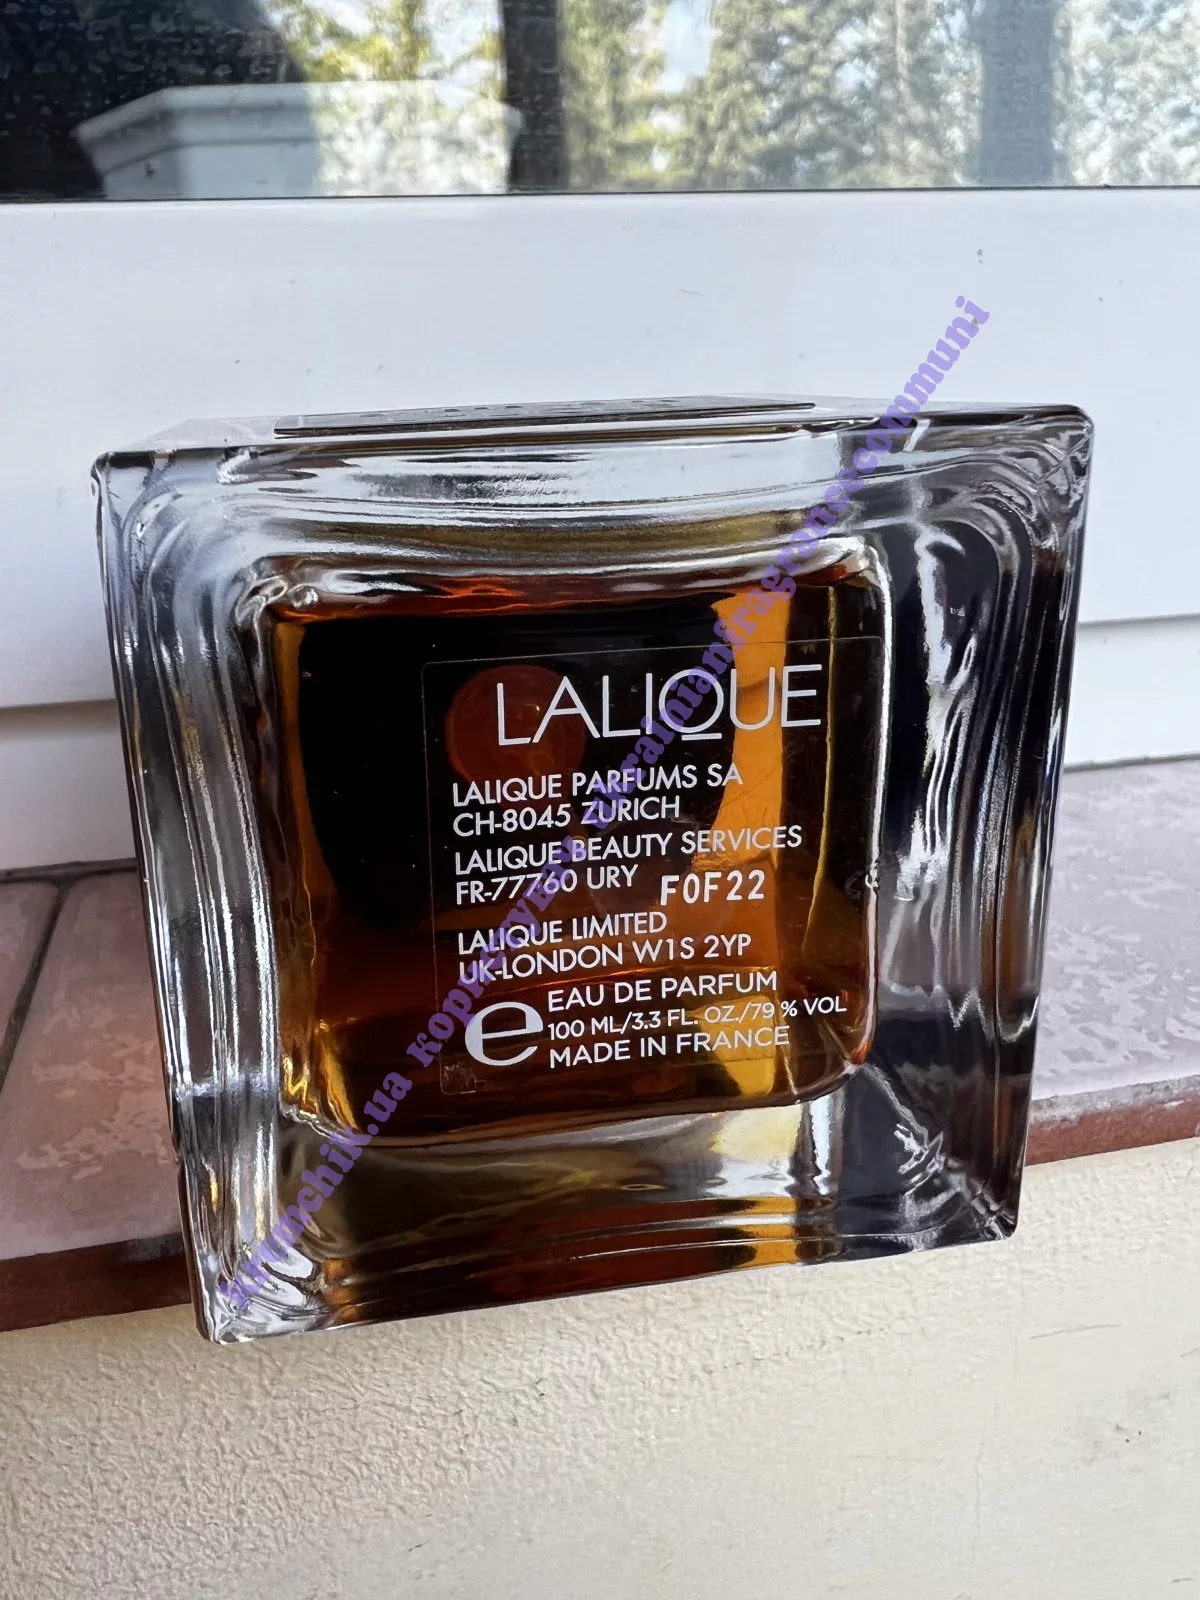 LALIQUE
LALIQUE PARFUMS SA
CH-8045 ZURICH
LALIQUE BEAUTY SERVICES
FR-77760 URY F0F22
LALIQUE LIMITED
UK-LONDON W1S 2YP
e EAU DE PARFUM
100 ML/3.3 FL. OZ./79 % VOL
MADE IN FRANCE